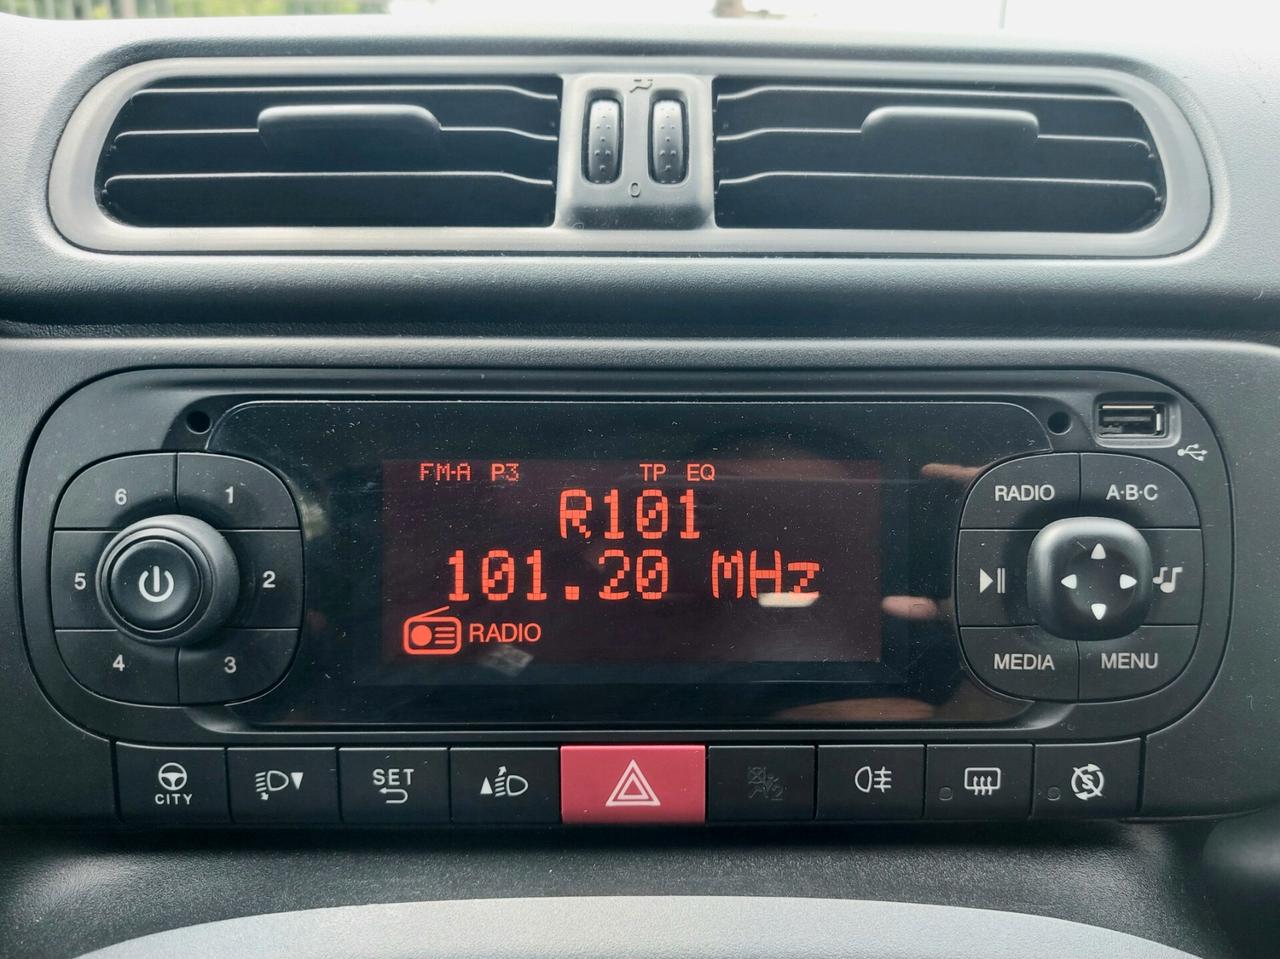 0
FM-A P3 TP EQ
R101
101.20 MHz
RADIO
6 1
5 2
4 3
RADIO A·B·C
MEDIA MENU
CITY
SET